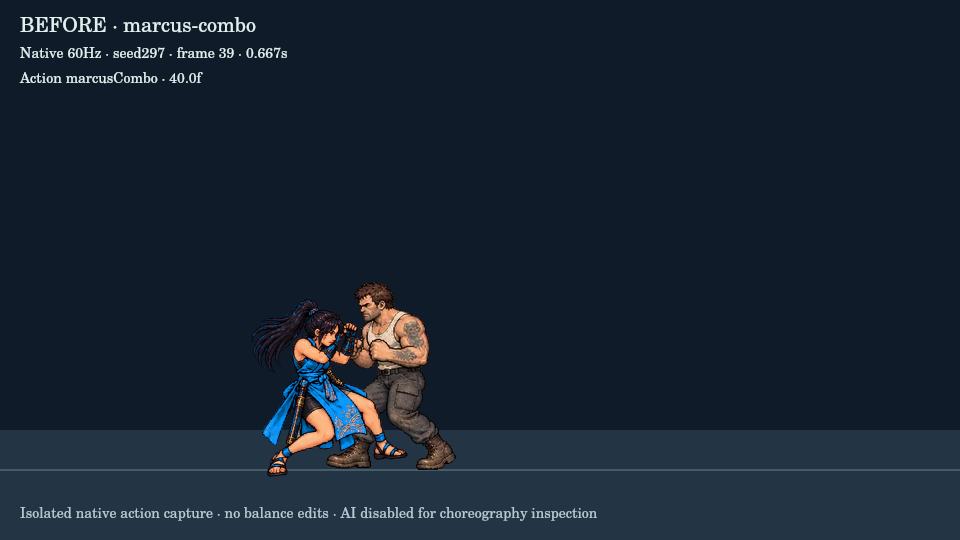 BEFORE · marcus-combo
Native 60Hz · seed297 · frame 39 · 0.667s
Action marcusCombo · 40.0f
Isolated native action capture · no balance edits · AI disabled for choreography inspection